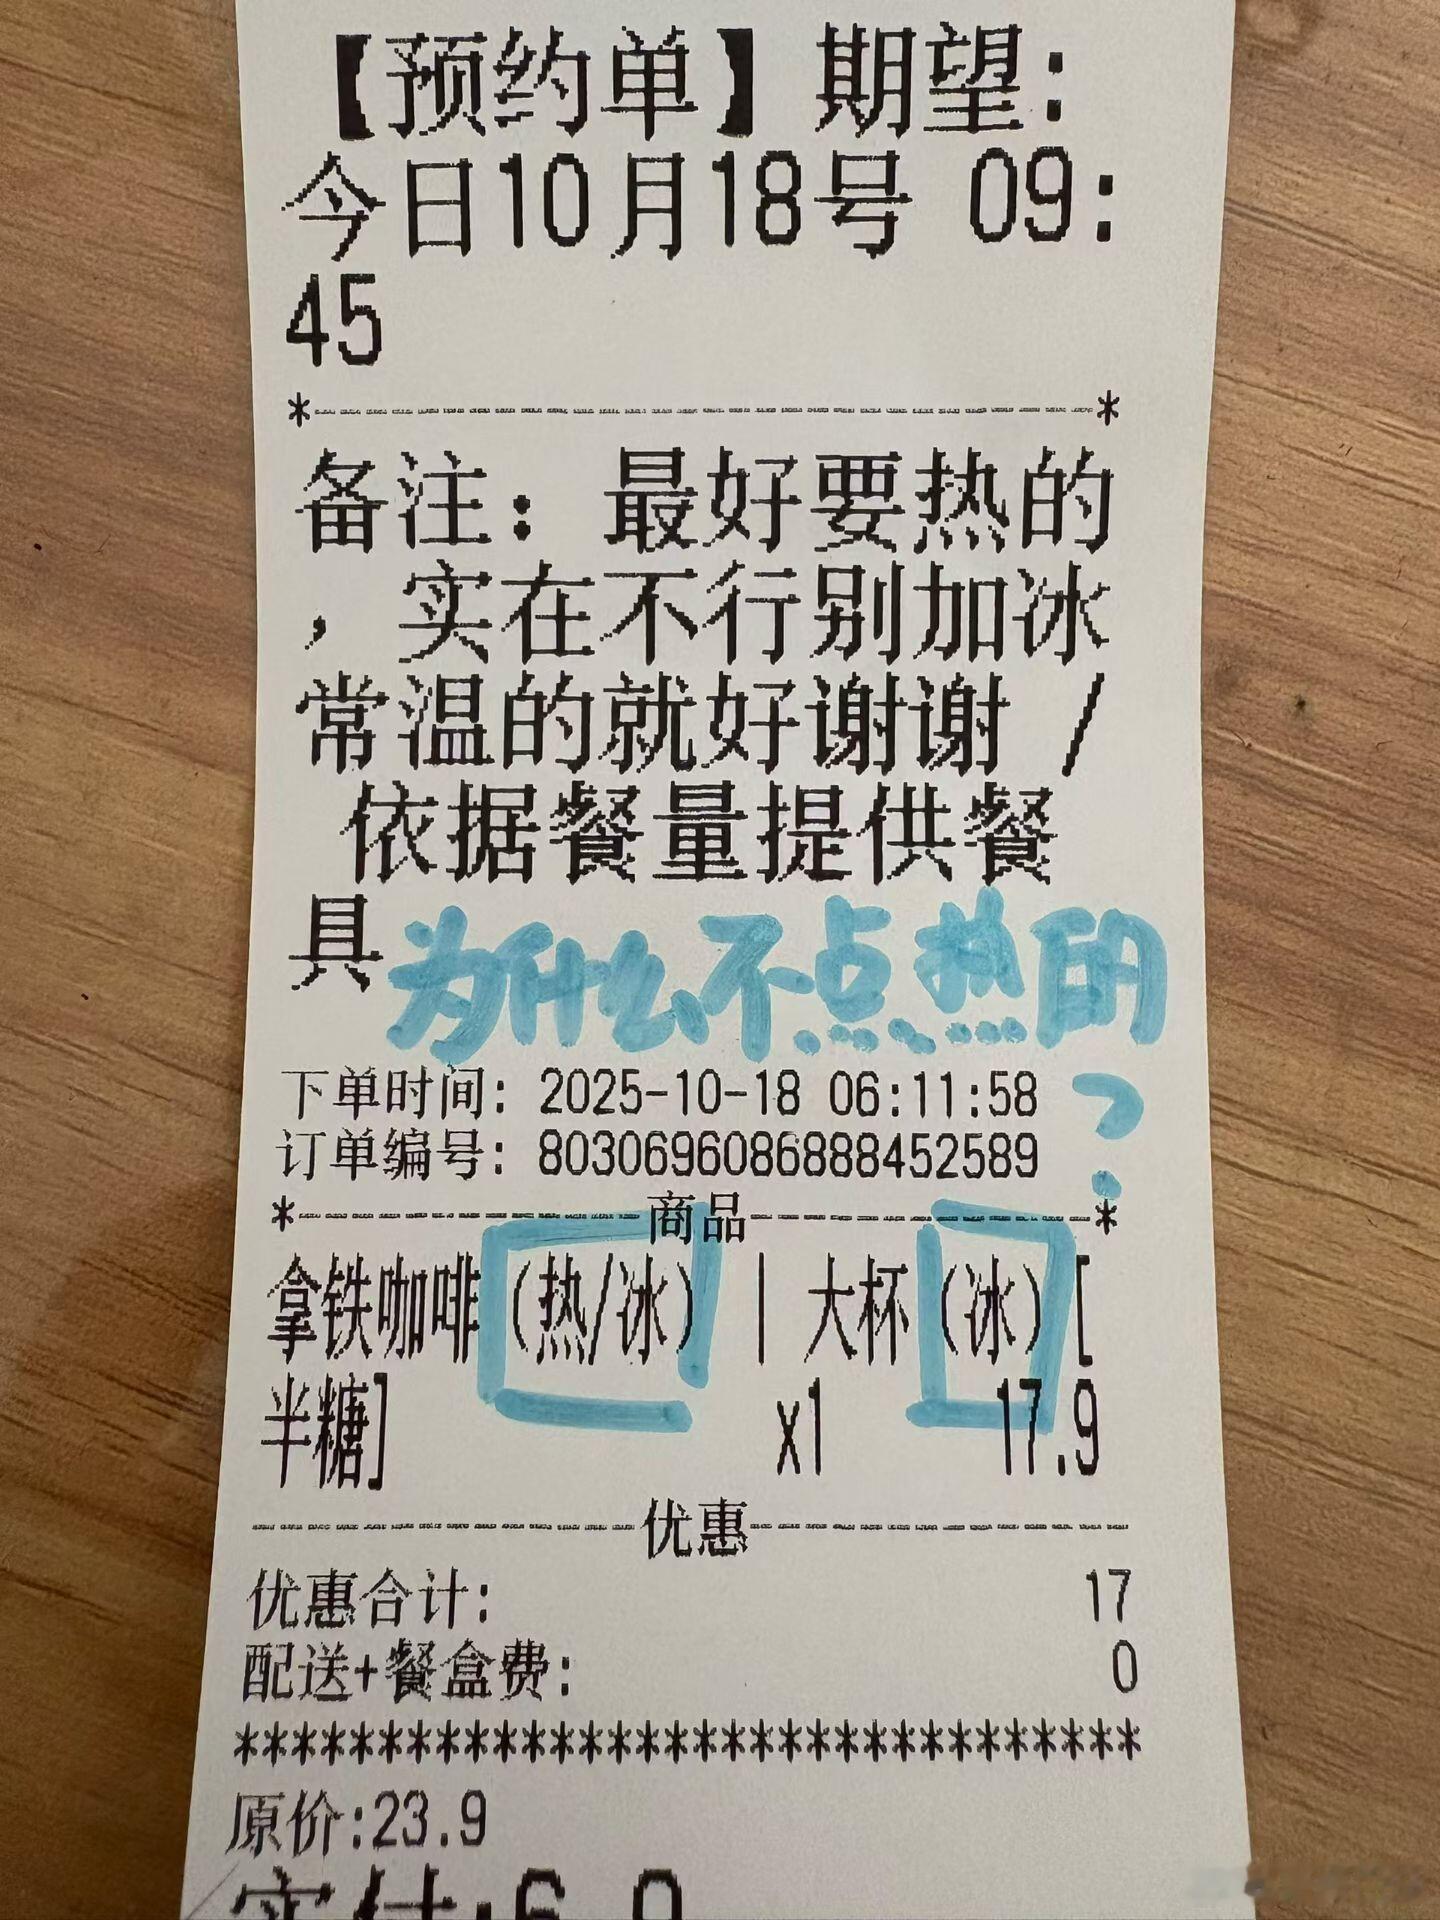 【预约单】期望：
今日10月18号 09:
45
*--------------------------------*
备注：最好要热的
，实在不行别加冰
常温的就好谢谢 /
依据餐量提供餐
具
为什么不点热的
?
下单时间：2025-10-18 06:11:58
订单编号：8030696086888452589
*--------------商品--------------*
拿铁咖啡（热/冰）| 大杯（冰）[
半糖] x1 17.9
---------------优惠---------------
优惠合计： 17
配送+餐盒费： 0
********************************
原价:23.9
实付:6.9